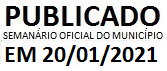 PUBLICADO
SEMANÁRIO OFICIAL DO MUNICÍPIO
EM 20/01/2021